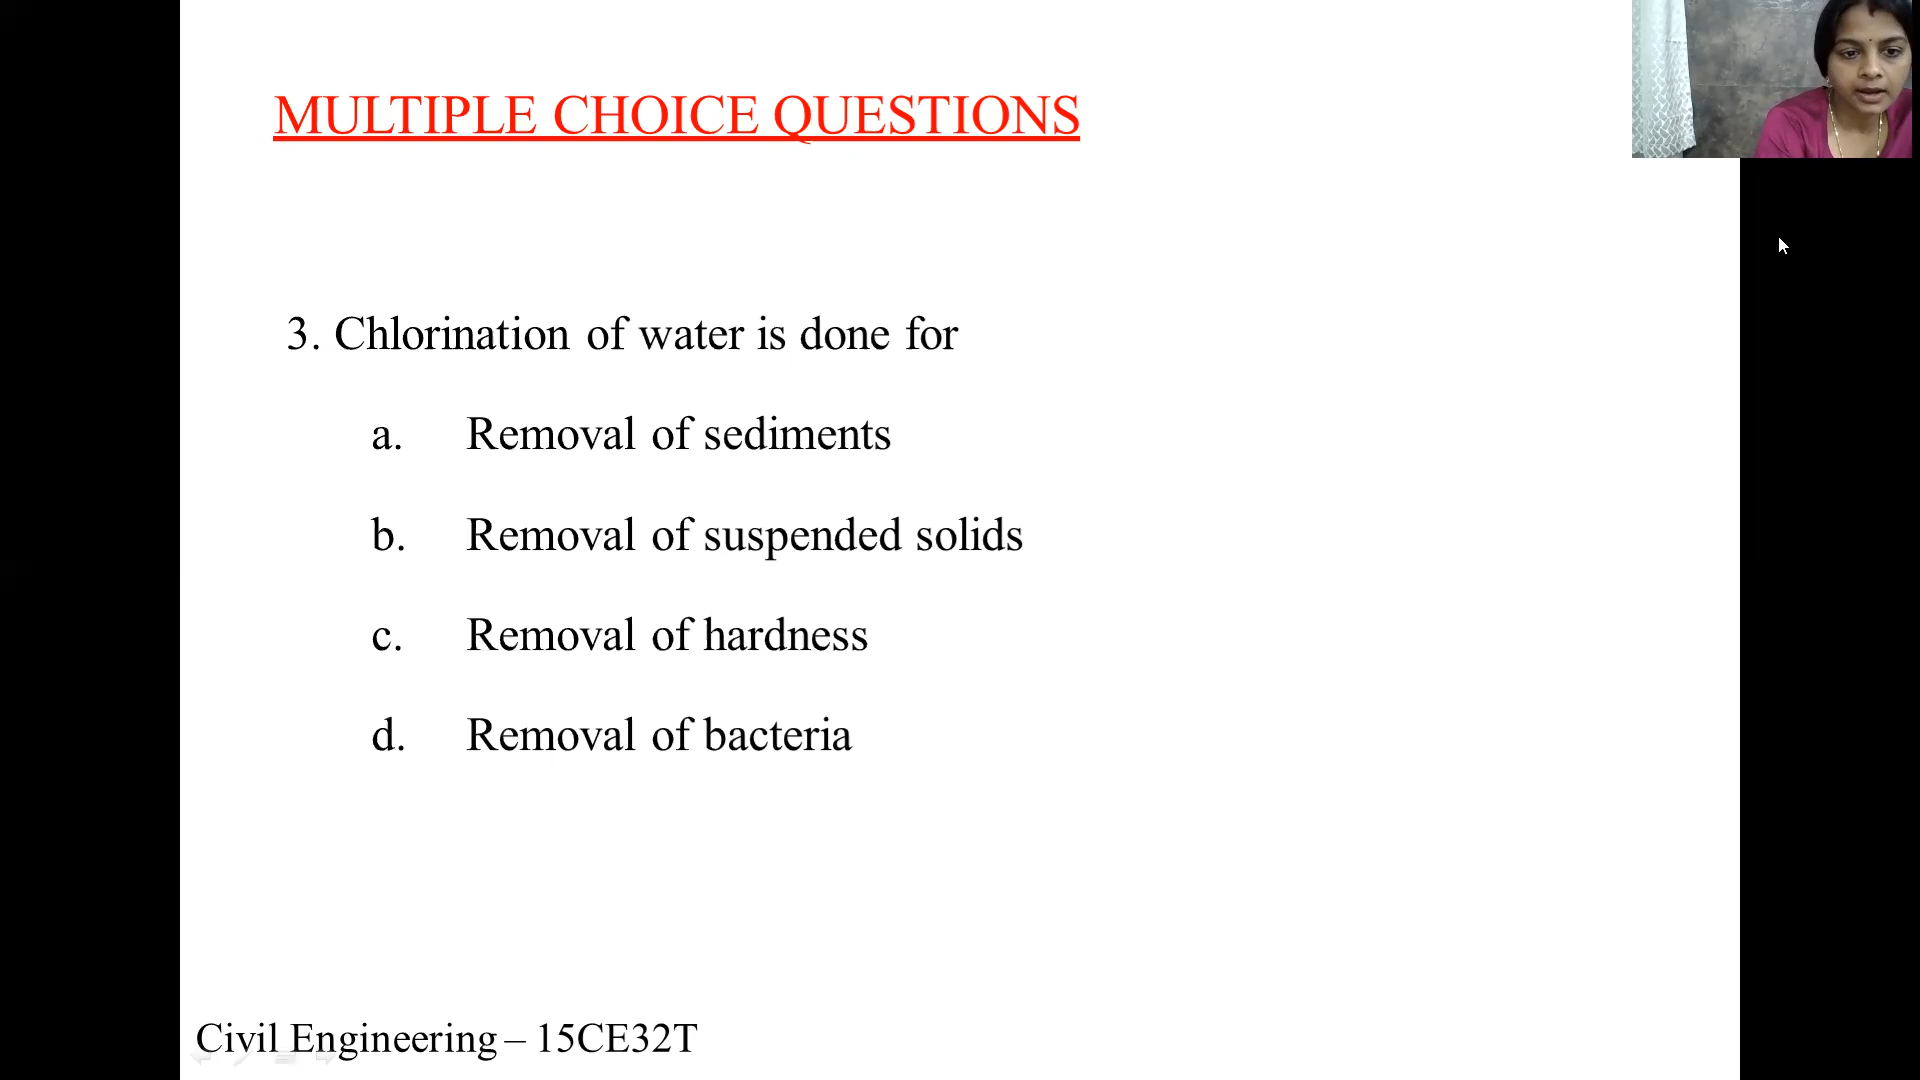 MULTIPLE CHOICE QUESTIONS
3. Chlorination of water is done for
a. Removal of sediments
b. Removal of suspended solids
c. Removal of hardness
d. Removal of bacteria
Civil Engineering – 15CE32T